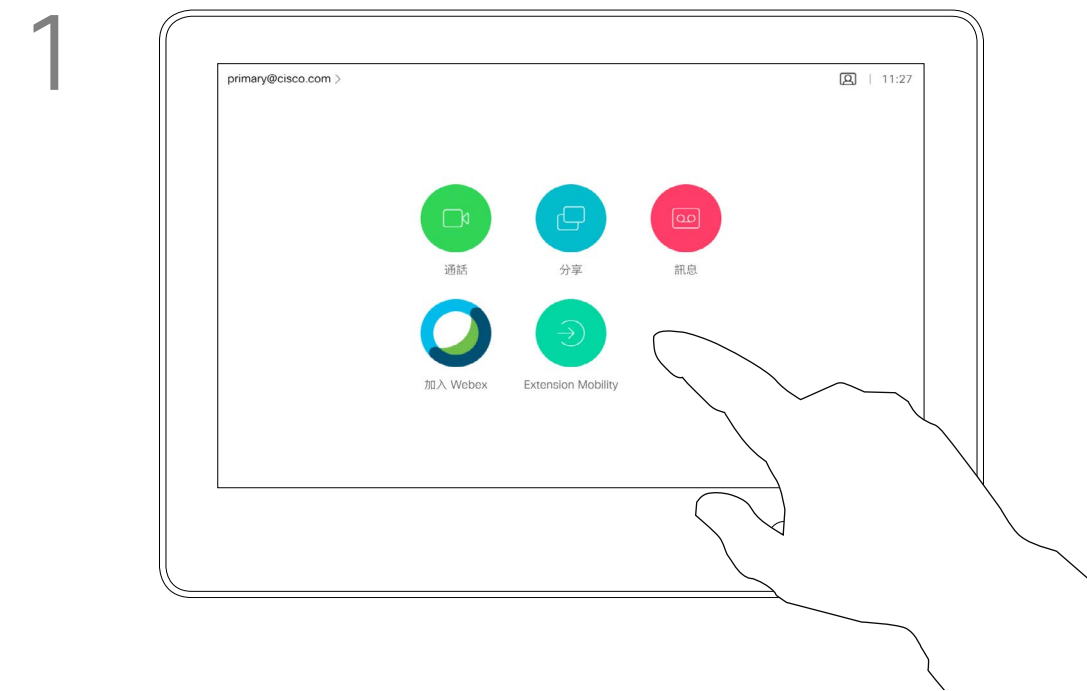 1
primary@cisco.com >
| 11:27
通話
分享
訊息
加入 Webex
Extension Mobility